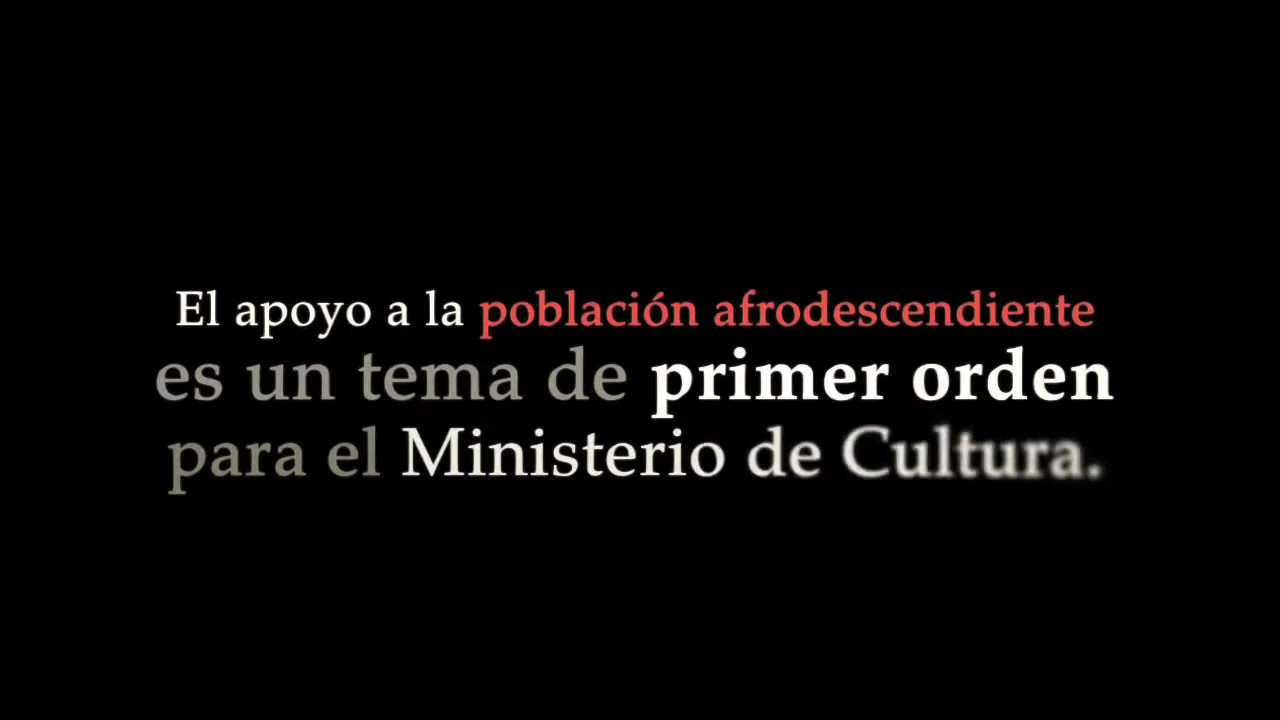 El apoyo a la población afrodescendiente
es un tema de primer orden
para el Ministerio de Cultura.